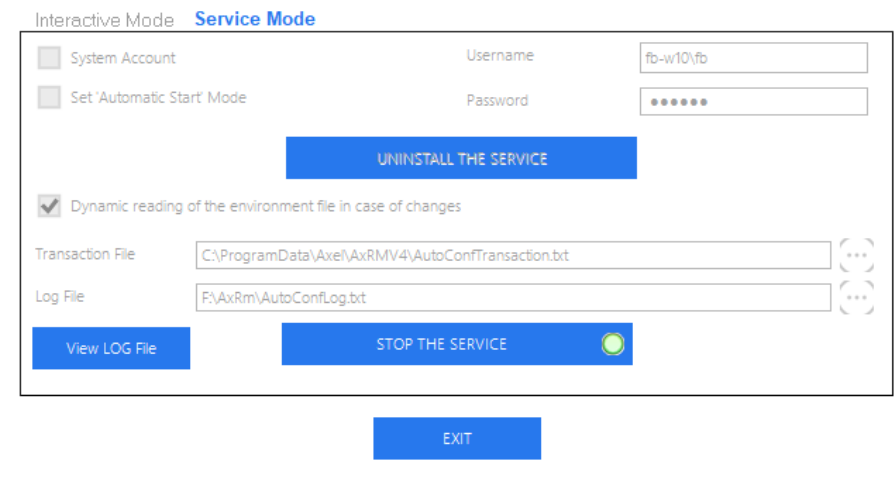 Interactive Mode Service Mode
System Account Username fb-w10\fb
Set 'Automatic Start' Mode Password ●●●●●●
UNINSTALL THE SERVICE
Dynamic reading of the environment file in case of changes
Transaction File C:\ProgramData\Axel\AxRMV4\AutoConfTransaction.txt ...
Log File F:\AxRm\AutoConfLog.txt ...
View LOG File STOP THE SERVICE
EXIT